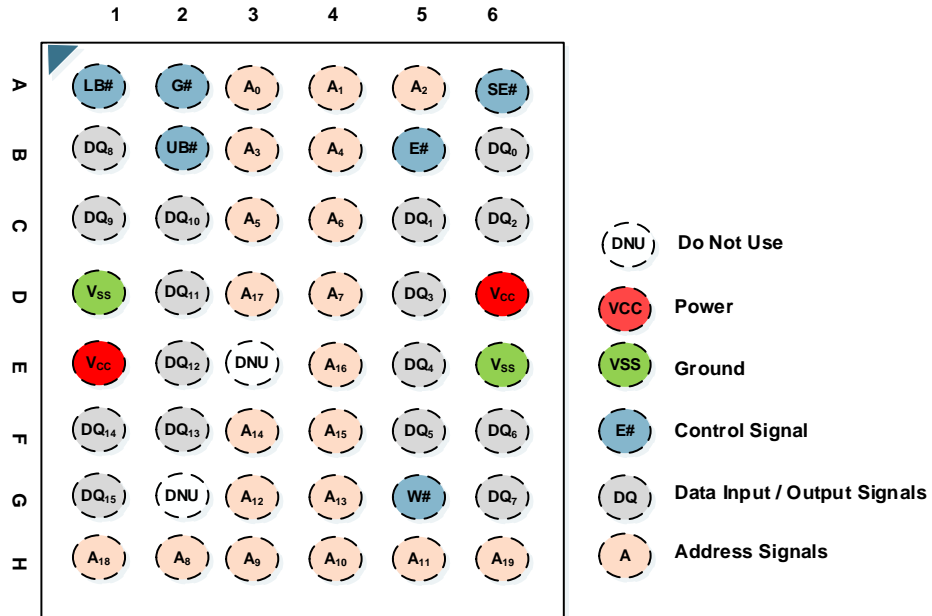 1 2 3 4 5 6
A LB# G# A₀ A₁ A₂ SE#
B DQ₈ UB# A₃ A₄ E# DQ₀
C DQ₉ DQ₁₀ A₅ A₆ DQ₁ DQ₂
D VSS DQ₁₁ A₁₇ A₇ DQ₃ VCC
E VCC DQ₁₂ DNU A₁₆ DQ₄ VSS
F DQ₁₄ DQ₁₃ A₁₄ A₁₅ DQ₅ DQ₆
G DQ₁₅ DNU A₁₂ A₁₃ W# DQ₇
H A₁₈ A₈ A₉ A₁₀ A₁₁ A₁₉
DNU Do Not Use
VCC Power
VSS Ground
E# Control Signal
DQ Data Input / Output Signals
A Address Signals